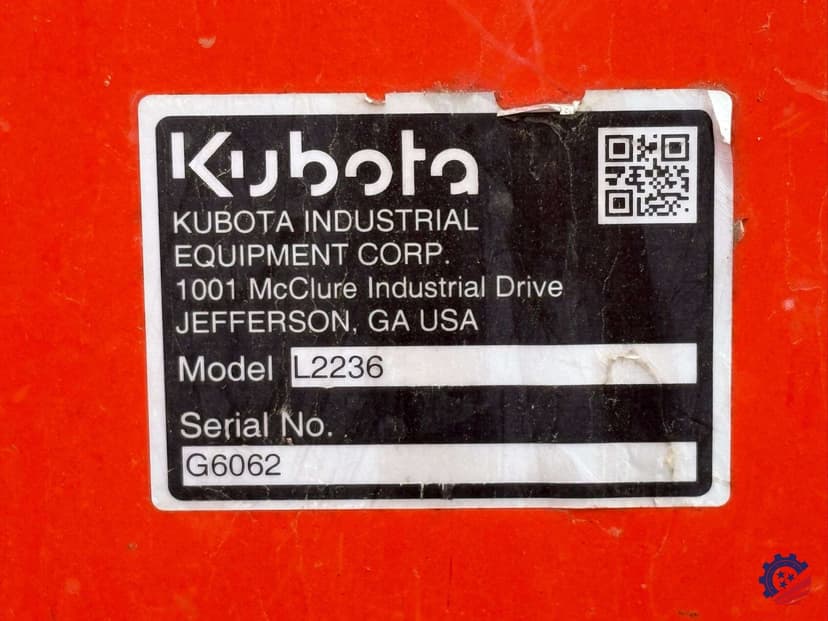 Kubota
KUBOTA INDUSTRIAL
EQUIPMENT CORP.
1001 McClure Industrial Drive
JEFFERSON, GA USA
Model L2236
Serial No.
G6062